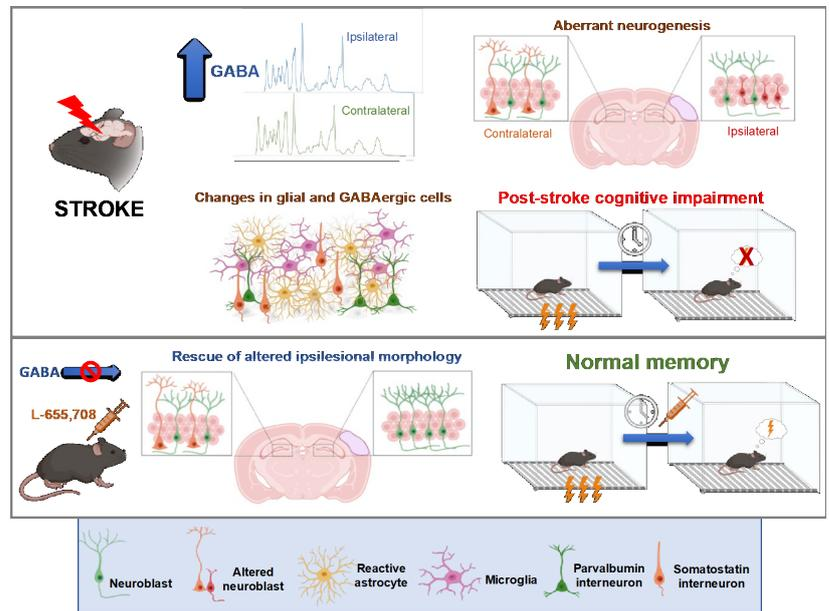 Aberrant neurogenesis
Ipsilateral
GABA
Contralateral
Contralateral
Ipsilateral
STROKE
Changes in glial and GABAergic cells
Post-stroke cognitive impairment
X
Rescue of altered ipsilesional morphology
Normal memory
GABA
L-655,708
Neuroblast
Altered
neuroblast
Reactive
astrocyte
Microglia
Parvalbumin
interneuron
Somatostatin
interneuron